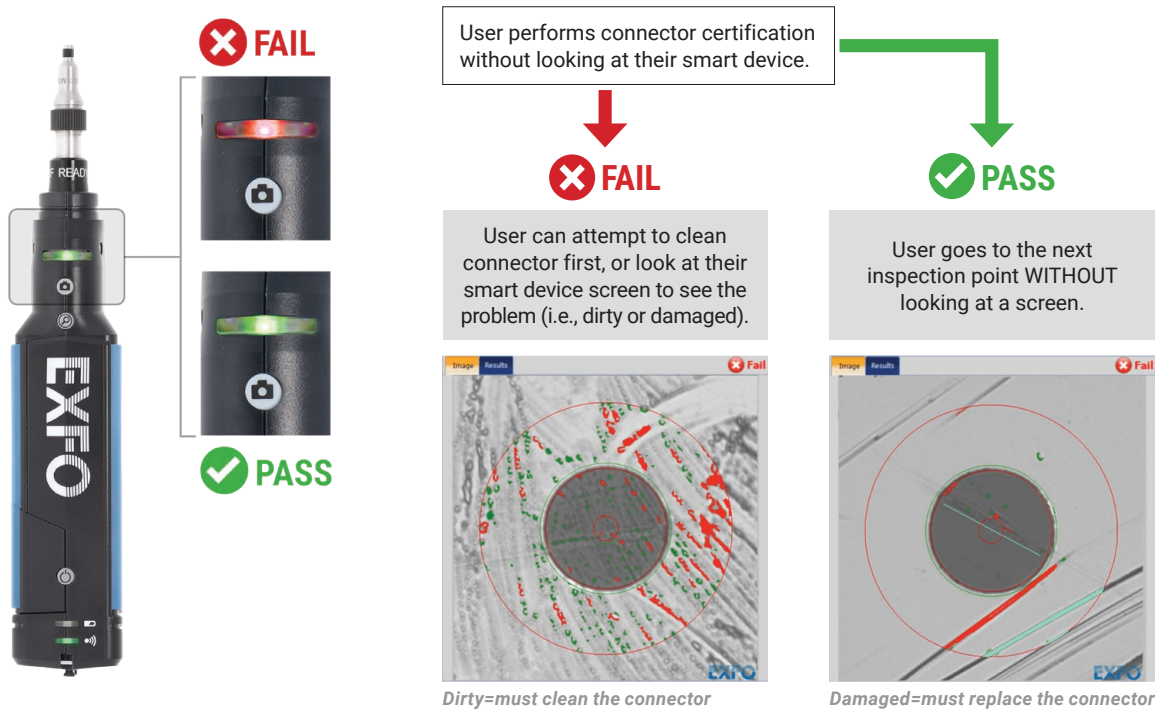 FAIL
F READY
EXFO
PASS
User performs connector certification
without looking at their smart device.
FAIL
User can attempt to clean
connector first, or look at their
smart device screen to see the
problem (i.e., dirty or damaged).
PASS
User goes to the next
inspection point WITHOUT
looking at a screen.
Image Results Fail
EXFO
Dirty=must clean the connector
Image Results Fail
EXFO
Damaged=must replace the connector